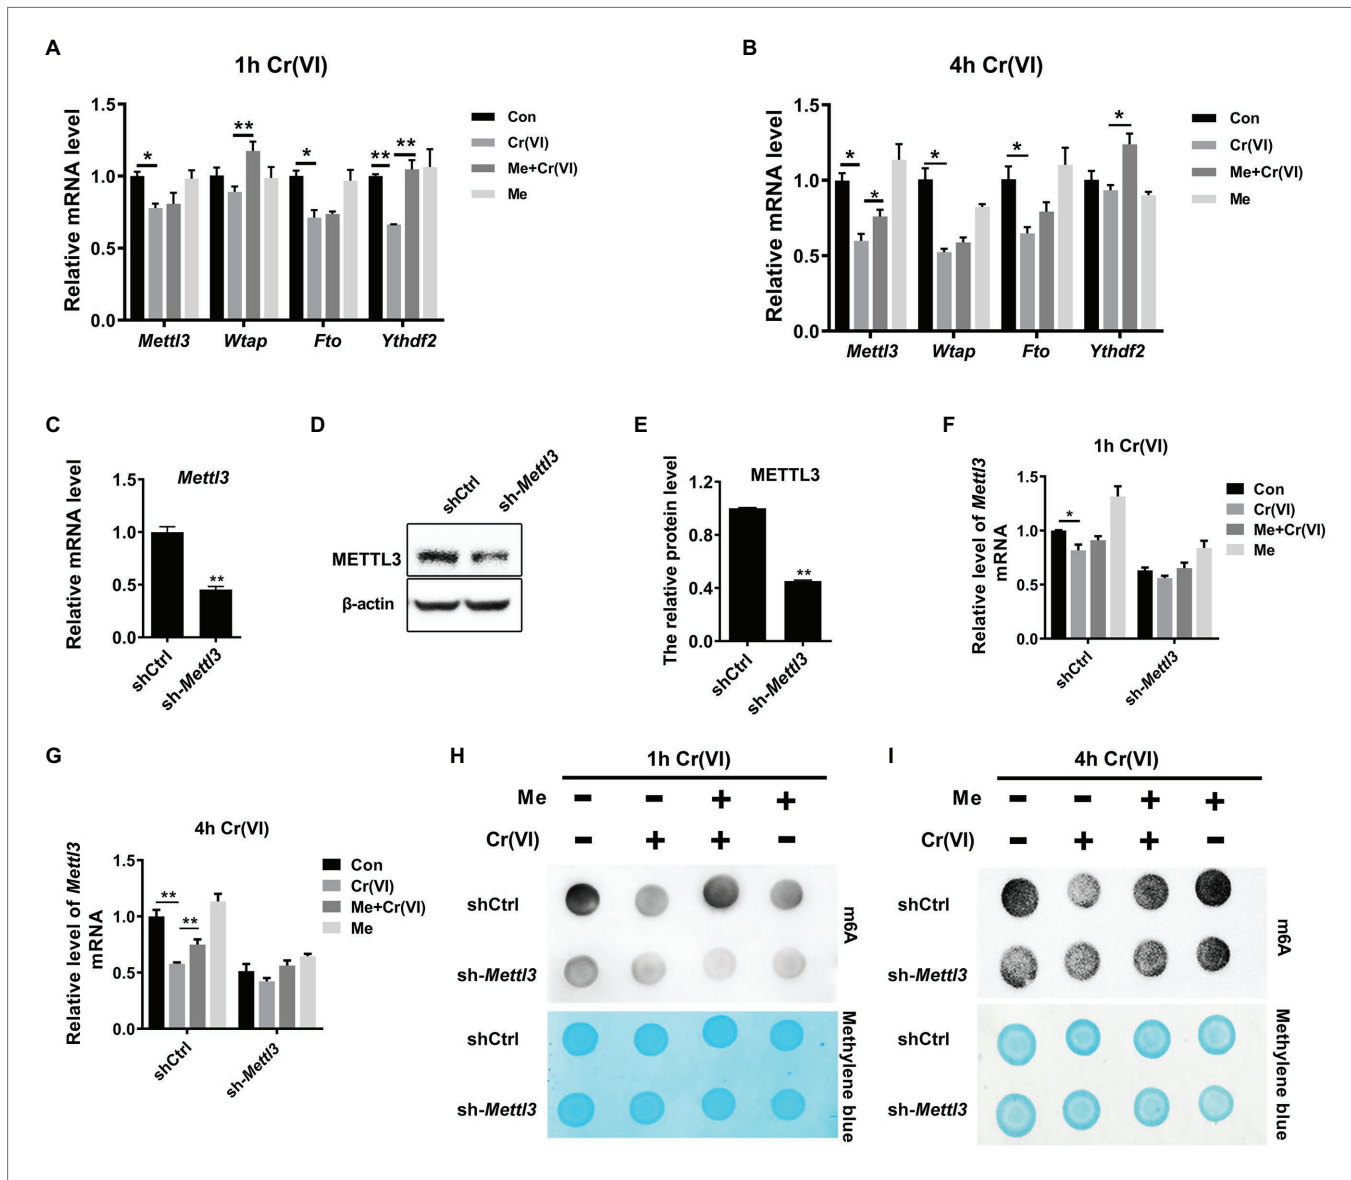 A
1h Cr(VI)
Relative mRNA level
1.5
1.0
0.5
0.0
*
**
*
**
**
Mettl3 Wtap Fto Ythdf2
Con
Cr(VI)
Me+Cr(VI)
Me
B
4h Cr(VI)
Relative mRNA level
1.5
1.0
0.5
0.0
*
*
*
*
*
Mettl3 Wtap Fto Ythdf2
Con
Cr(VI)
Me+Cr(VI)
Me
C
Mettl3
Relative mRNA level
1.5
1.0
0.5
0.0
**
shCtrl
sh-Mettl3
D
shCtrl
sh-Mettl3
METTL3
β-actin
E
METTL3
The relative protein level
1.2
0.8
0.4
0.0
**
shCtrl
sh-Mettl3
F
1h Cr(VI)
Relative level of Mettl3
mRNA
1.5
1.0
0.5
0.0
*
shCtrl
sh-Mettl3
Con
Cr(VI)
Me+Cr(VI)
Me
G
4h Cr(VI)
Relative level of Mettl3
mRNA
1.5
1.0
0.5
0.0
**
**
shCtrl
sh-Mettl3
Con
Cr(VI)
Me+Cr(VI)
Me
H
1h Cr(VI)
Me - - + +
Cr(VI) - + + -
shCtrl
sh-Mettl3
m6A
shCtrl
sh-Mettl3
Methylene blue
I
4h Cr(VI)
Me - - + +
Cr(VI) - + + -
shCtrl
sh-Mettl3
m6A
shCtrl
sh-Mettl3
Methylene blue